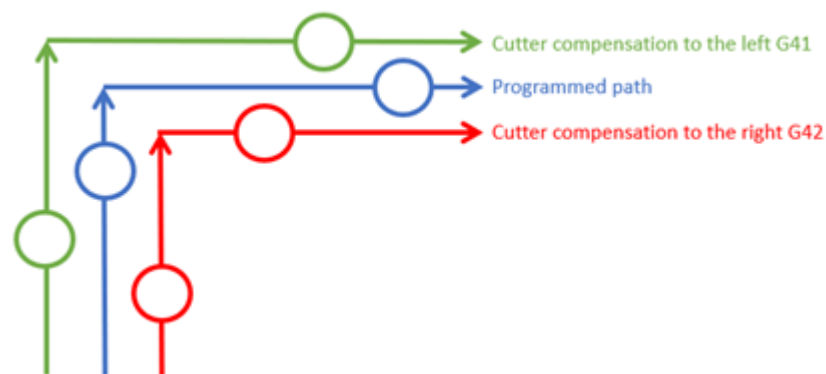 Cutter compensation to the left G41
Programmed path
Cutter compensation to the right G42